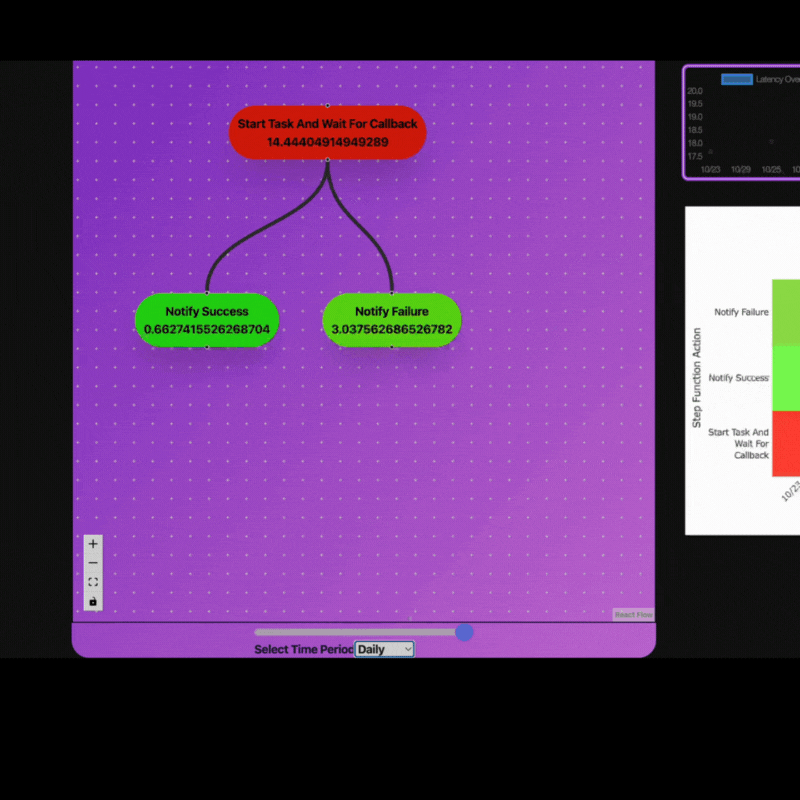 Start Task And Wait For Callback
14.44404914949289
Notify Success
0.6627415526268704
Notify Failure
3.037562686526782
React Flow
Select Time Period
Daily
Latency Over
20.0
19.5
19.0
18.5
18.0
17.5
10/23
10/29
10/25
Step Function Action
Notify Failure
Notify Success
Start Task And
Wait For
Callback
10/23